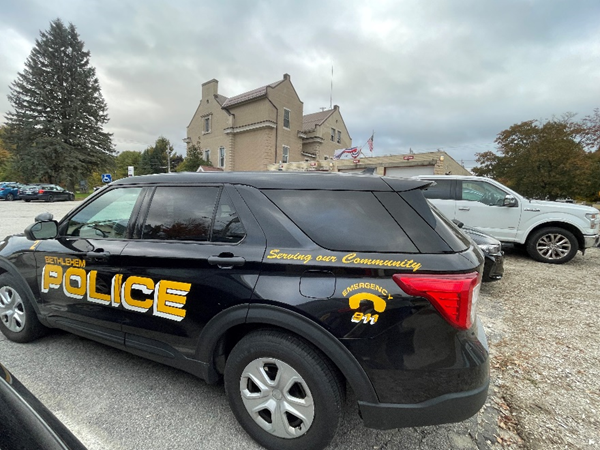 BETHLEHEM
POLICE
Serving our Community
EMERGENCY
911